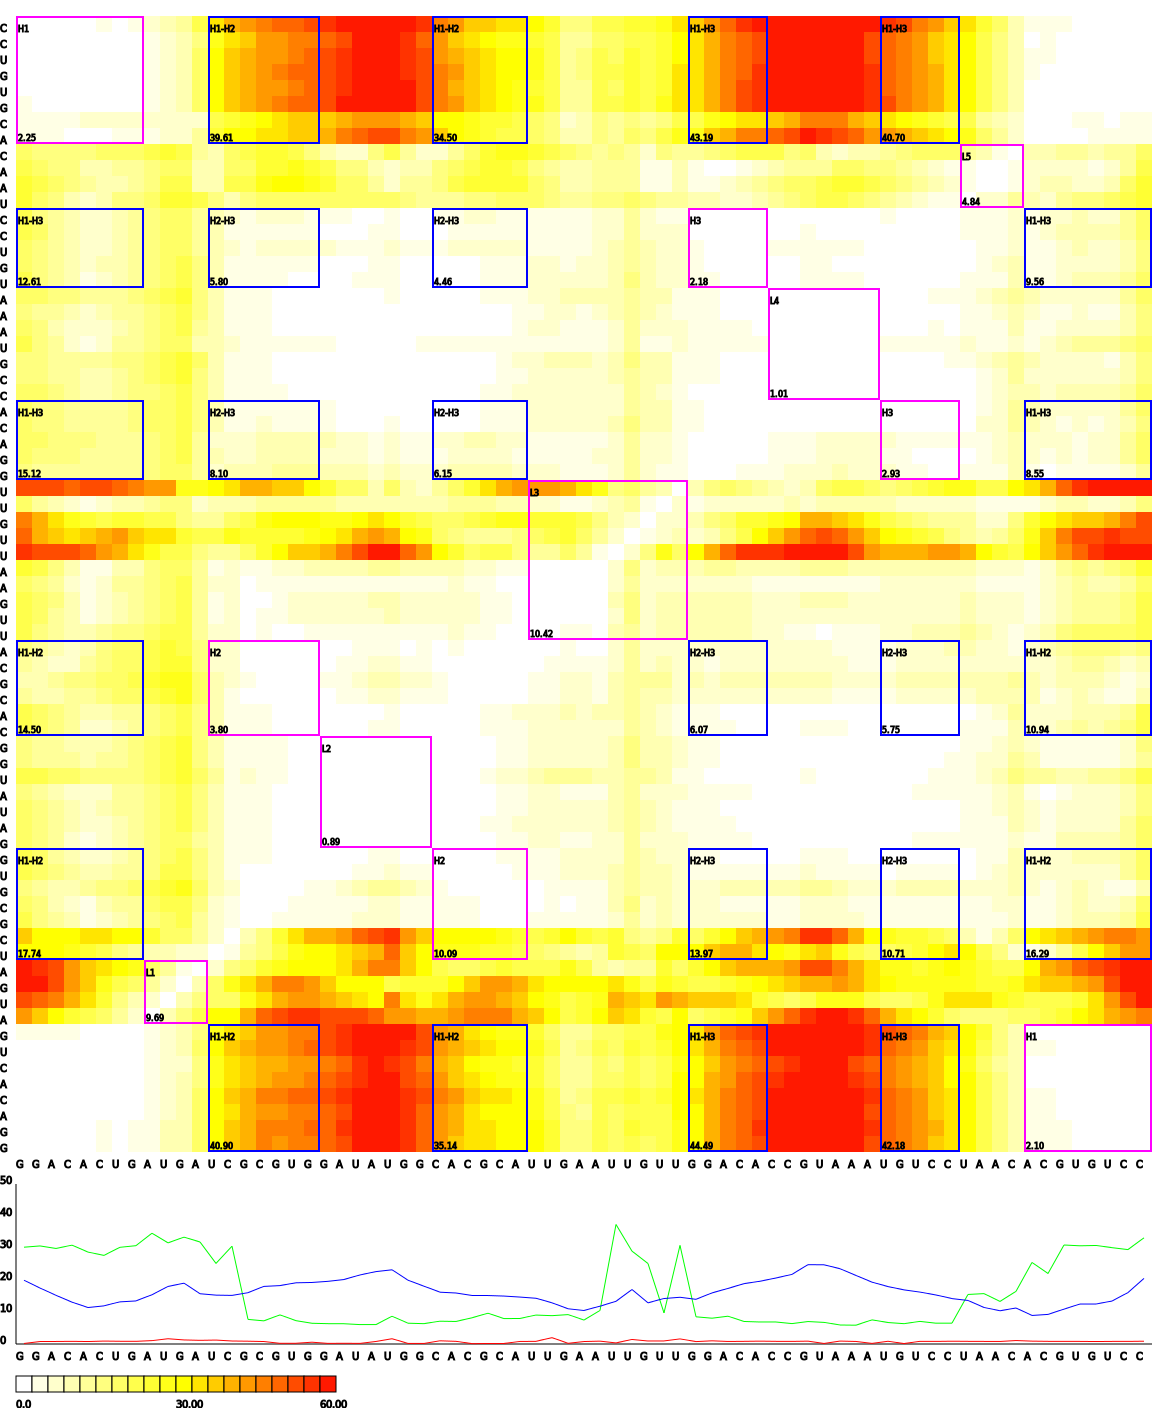 C H1 H1-H2 H1-H2 H1-H3 H1-H3
C
U
G
U
G
C
A 2.25 39.61 34.50 43.19 40.70
C L5
A
A
U 4.84
C H1-H3 H2-H3 H2-H3 H3 H1-H3
C
U
G
U 12.61 5.80 4.46 2.18 9.56
A L4
A
A
U
G
C
C 1.01
A H1-H3 H2-H3 H2-H3 H3 H1-H3
C
A
G
G 15.12 8.10 6.15 2.93 8.55
U L3
U
G
U
U
A
A
G
U
U 10.42
A H1-H2 H2 H2-H3 H2-H3 H1-H2
C
G
C
A
C 14.50 3.80 6.07 5.75 10.94
G L2
G
U
A
U
A
G 0.89
G H1-H2 H2 H2-H3 H2-H3 H1-H2
U
G
C
G
C
U 17.74 10.09 13.97 10.71 16.29
A L1
G
U
A 9.69
G H1-H2 H1-H2 H1-H3 H1-H3 H1
U
C
A
C
A
G
G 40.90 35.14 44.49 42.18 2.10
G G A C A C U G A U G A U C G C G U G G A U A U G G C A C G C A U U G A A U U G U U G G A C A C C G U A A A U G U C C U A A C A C G U G U C C
50
40
30
20
10
0
G G A C A C U G A U G A U C G C G U G G A U A U G G C A C G C A U U G A A U U G U U G G A C A C C G U A A A U G U C C U A A C A C G U G U C C
0.0 30.00 60.00